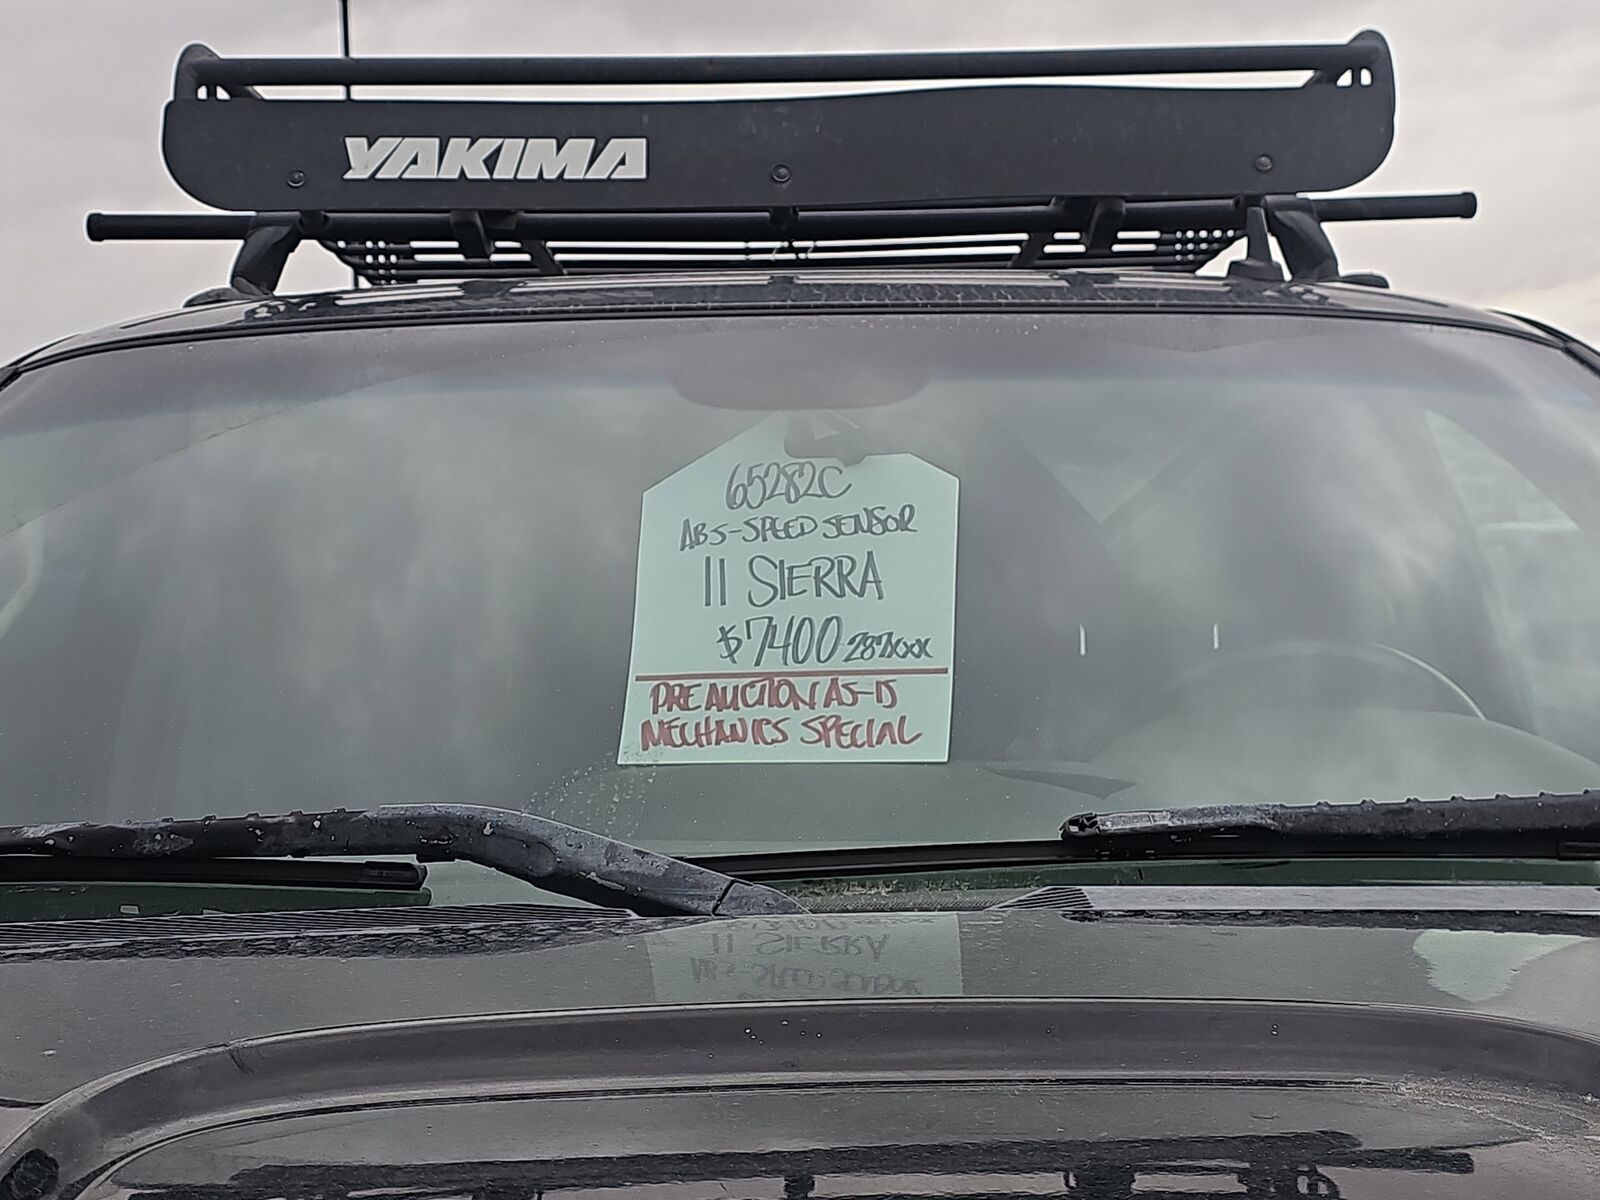 YAKIMA
65282C
ABS-SPEED SENSOR
11 SIERRA
$7400 287XXX
PRE AUCTION AS-IS
MECHANICS SPECIAL